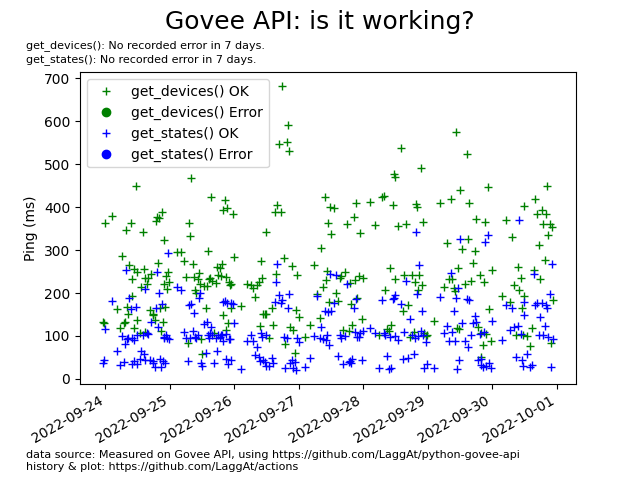 Govee API: is it working?
get_devices(): No recorded error in 7 days.
get_states(): No recorded error in 7 days.
get_devices() OK
get_devices() Error
get_states() OK
get_states() Error
700
600
500
400
300
200
100
0
Ping (ms)
2022-09-24
2022-09-25
2022-09-26
2022-09-27
2022-09-28
2022-09-29
2022-09-30
2022-10-01
data source: Measured on Govee API, using https://github.com/LaggAt/python-govee-api
history & plot: https://github.com/LaggAt/actions